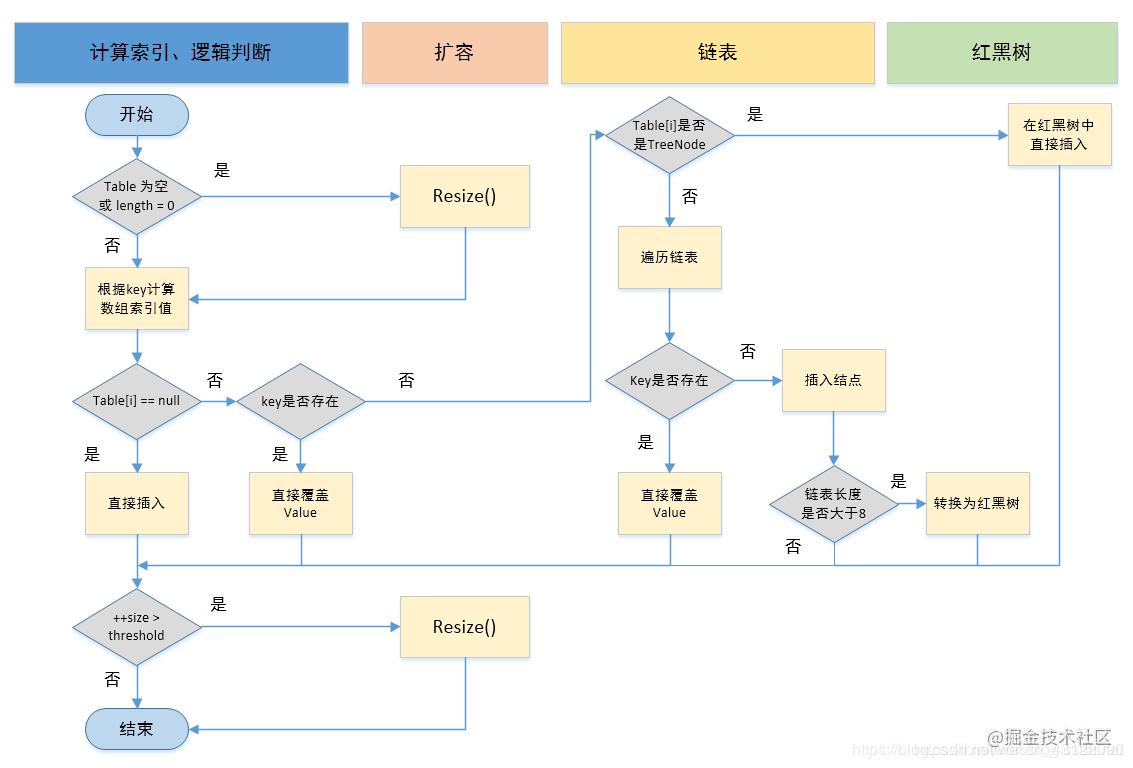 计算索引、逻辑判断
扩容
链表
红黑树
开始
Table 为空
或 length = 0
是
Resize()
否
根据key计算
数组索引值
Table[i] == null
否
key是否存在
否
是
直接插入
是
直接覆盖
Value
Table[i]是否
是TreeNode
是
在红黑树中
直接插入
否
遍历链表
Key是否存在
否
插入结点
是
直接覆盖
Value
链表长度
是否大于8
是
转换为红黑树
否
++size >
threshold
是
Resize()
否
结束
@掘金技术社区